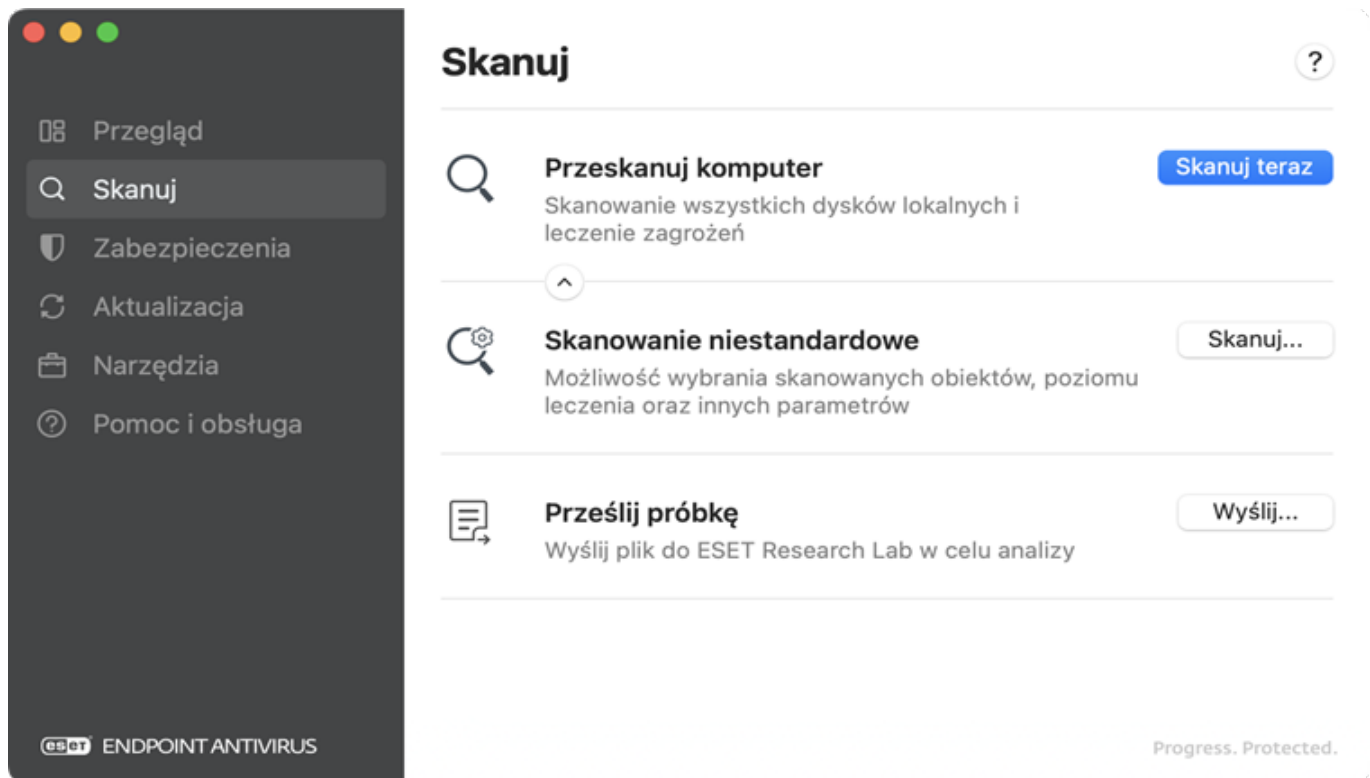 Przegląd
Skanuj
Zabezpieczenia
Aktualizacja
Narzędzia
Pomoc i obsługa
eset ENDPOINT ANTIVIRUS
Skanuj
?
Przeskanuj komputer
Skanowanie wszystkich dysków lokalnych i
leczenie zagrożeń
Skanuj teraz
Skanowanie niestandardowe
Możliwość wybrania skanowanych obiektów, poziomu
leczenia oraz innych parametrów
Skanuj...
Prześlij próbkę
Wyślij plik do ESET Research Lab w celu analizy
Wyślij...
Progress. Protected.